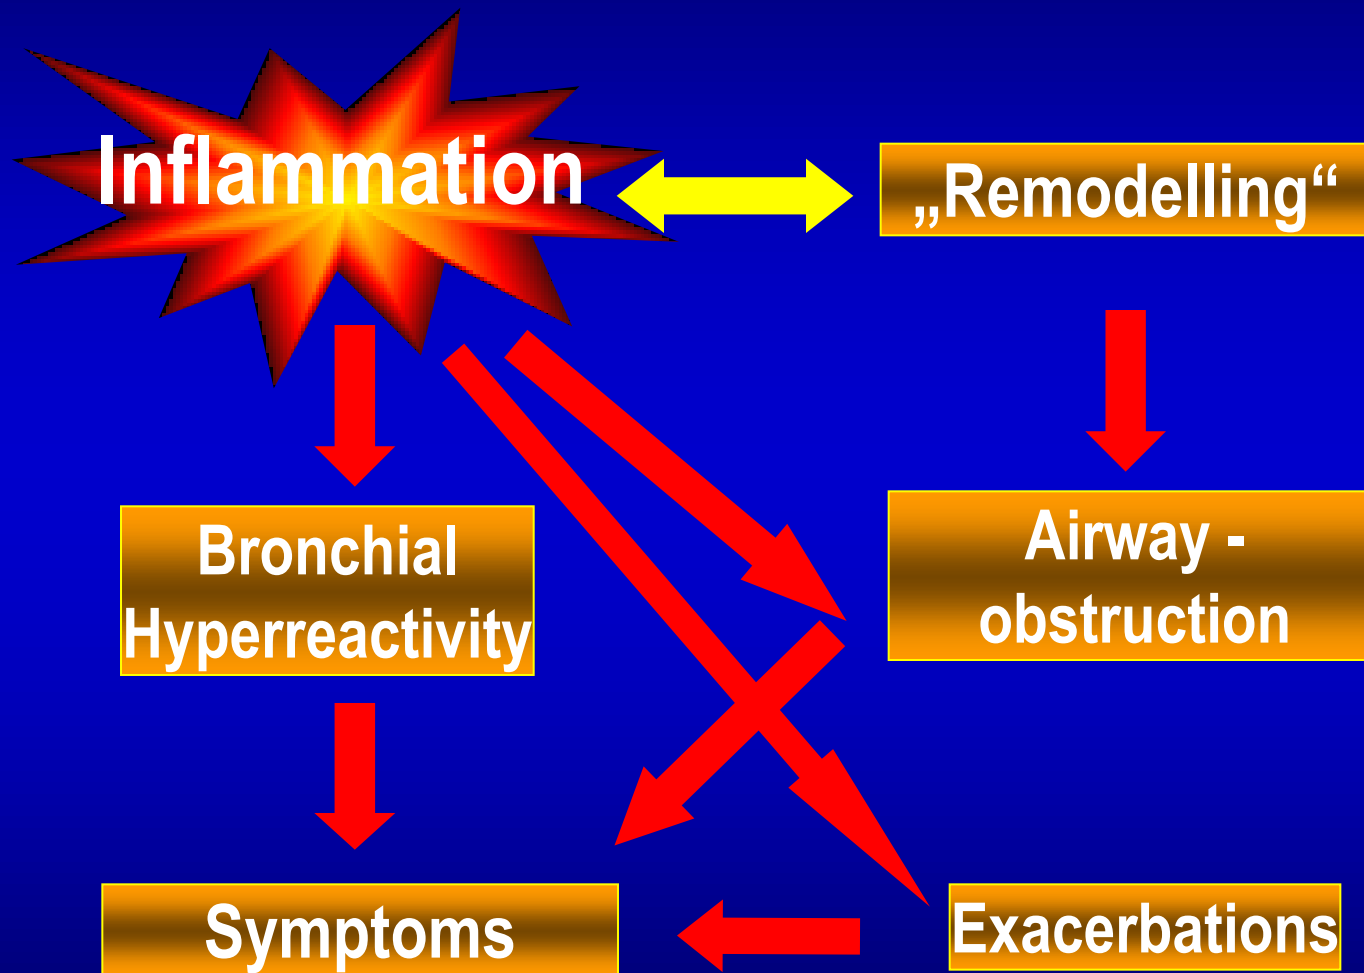 Inflammation
„Remodelling“
Bronchial
Hyperreactivity
Airway -
obstruction
Symptoms
Exacerbations